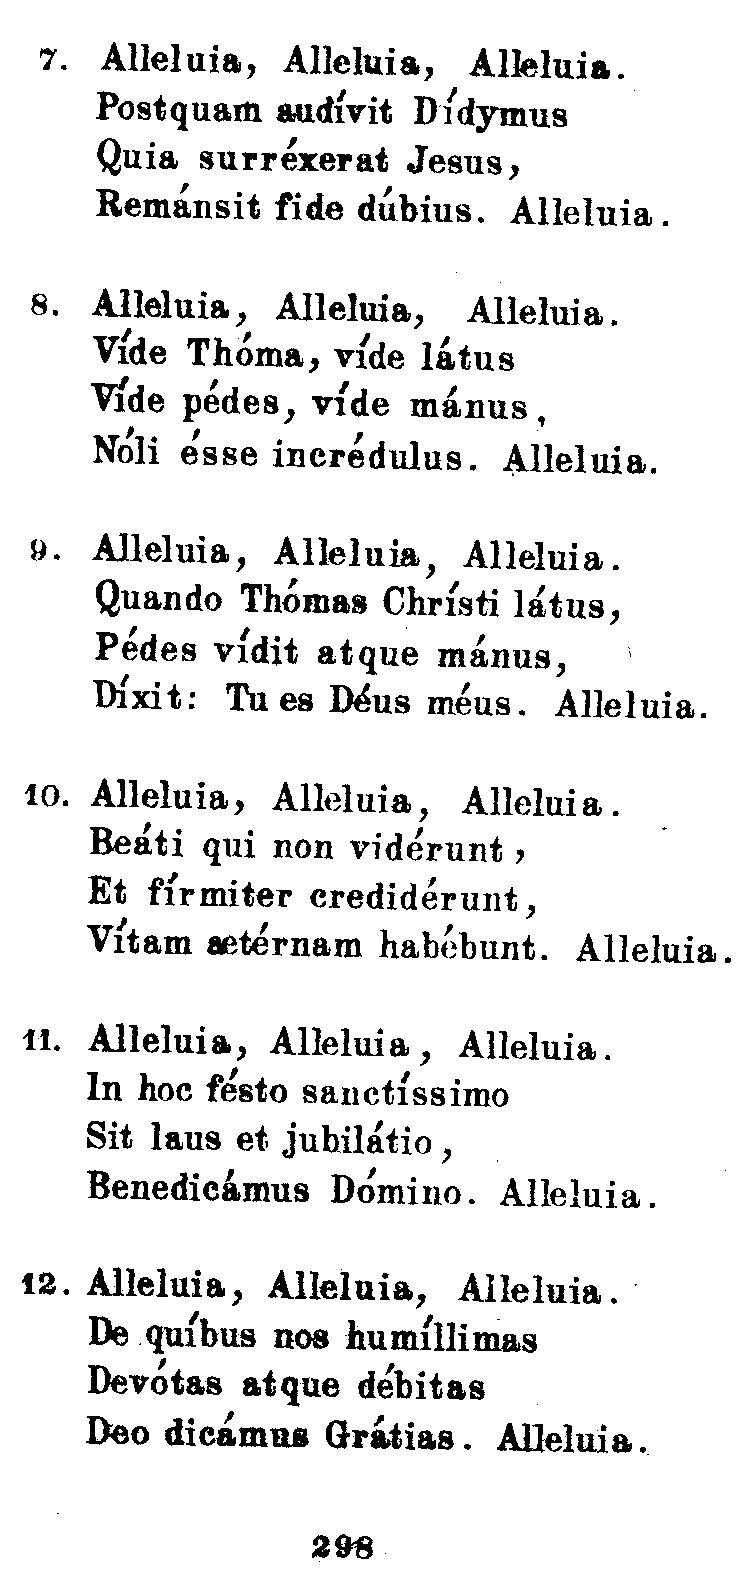 7. Alleluia, Alleluia, Alleluia.
Postquam audívit Dídymus
Quia surréxerat Jesus,
Remánsit fide dúbius. Alleluia.
8. Alleluia, Alleluia, Alleluia.
Víde Thóma, víde látus
Víde pédes, víde mánus,
Nóli ésse incrédulus. Alleluia.
9. Alleluia, Alleluia, Alleluia.
Quando Thómas Chrísti látus,
Pédes vídit atque mánus,
Díxit: Tu es Déus méus. Alleluia.
10. Alleluia, Alleluia, Alleluia.
Beáti qui non vidérunt,
Et fírmiter credidérunt,
Vítam aetérnam habébunt. Alleluia.
11. Alleluia, Alleluia, Alleluia.
In hoc fésto sanctíssimo
Sit laus et jubilátio,
Benedicámus Dómino. Alleluia.
12. Alleluia, Alleluia, Alleluia.
De quíbus nos humíllimas
Devótas atque débitas
Deo dicámus Grátias. Alleluia.
298